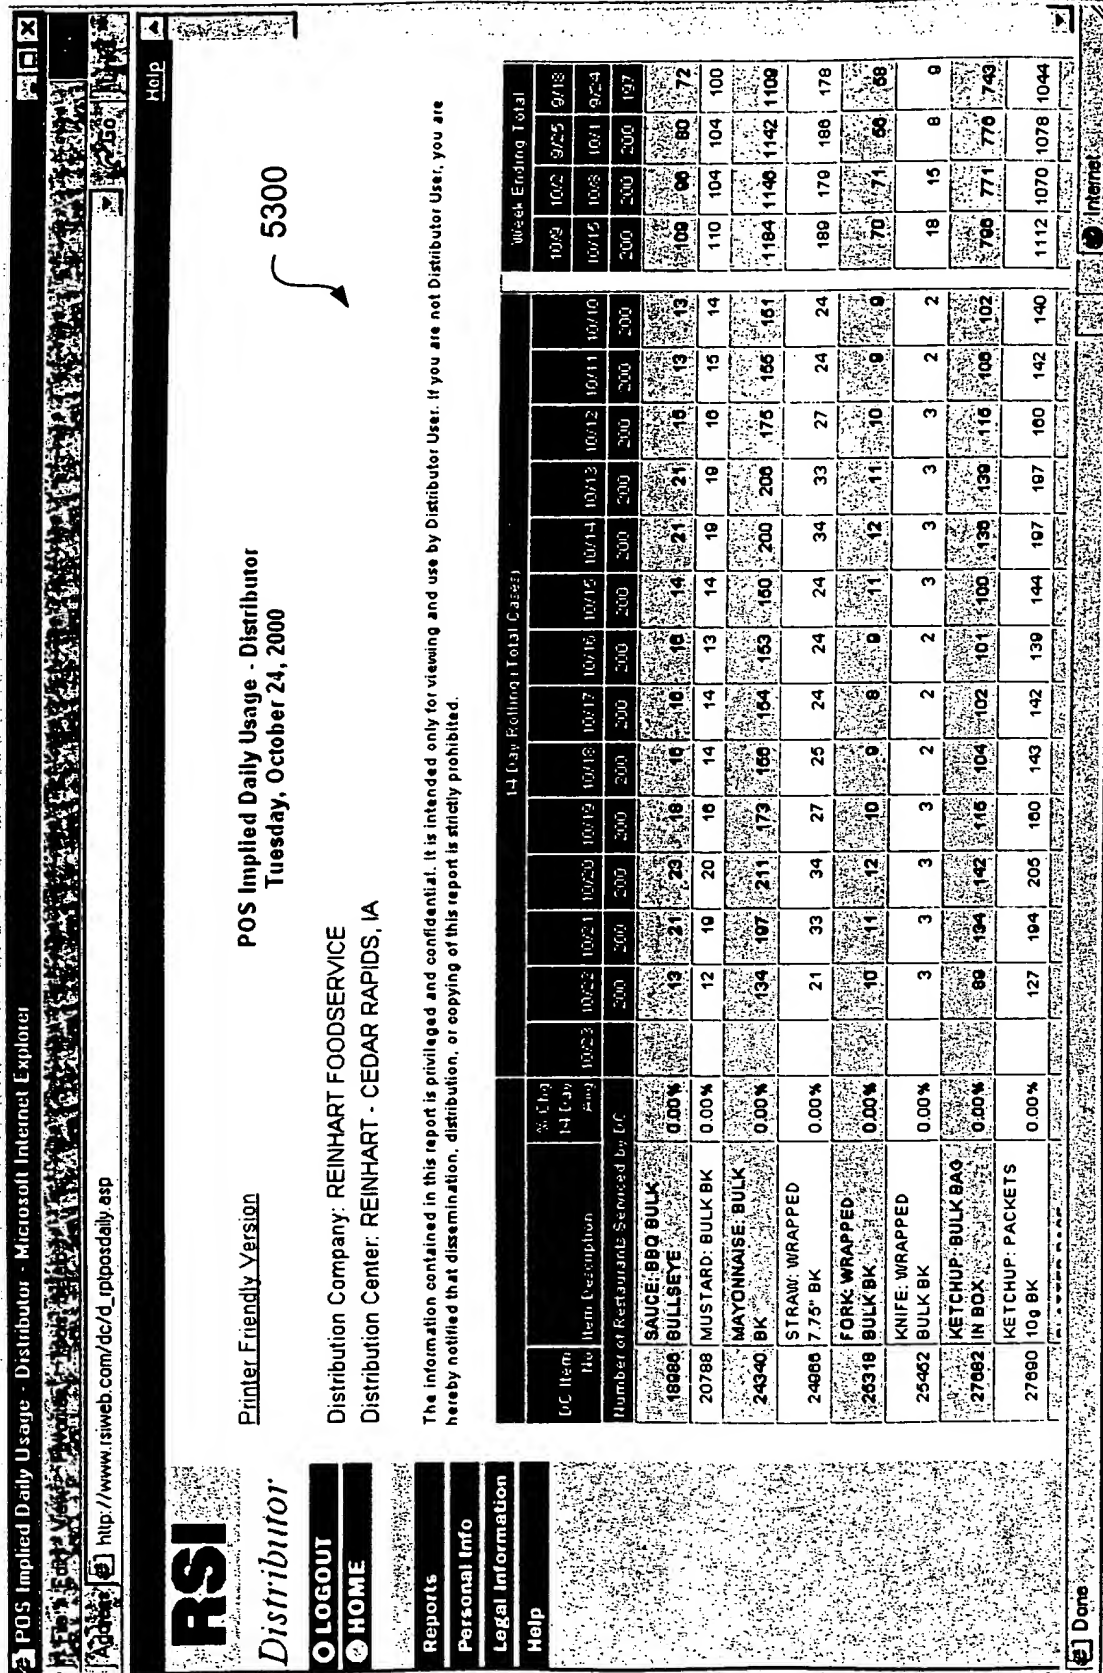 POS Implied Daily Usage - Distributor - Microsoft Internet Explorer
Address http://www.rsiweb.com/dc/d_rptposdaily.asp Go
Help
RSI
Distributor
LOGOUT
HOME
Reports
Personal Info
Legal Information
Help
Printer Friendly Version
POS Implied Daily Usage - Distributor
Tuesday, October 24, 2000
5300
Distribution Company: REINHART FOODSERVICE
Distribution Center: REINHART - CEDAR RAPIDS, IA
The information contained in this report is privileged and confidential. It is intended only for viewing and use by Distributor User. If you are not Distributor User, you are
hereby notified that dissemination, distribution, or copying of this report is strictly prohibited.
14 Day Rolling (Total Cases) Week Ending Total
DC Item No Item Description % Chg 14 Day Avg 10/23 10/22 10/21 10/20 10/19 10/18 10/17 10/16 10/15 10/14 10/13 10/12 10/11 10/10 10/9 10/2 9/25 9/18
10/15 10/8 10/1 9/24
Number of Restaurants Serviced by DC 200 200 200 200 200 200 200 200 200 200 200 200 200 200 200 200 197
SAUCE: BBQ BULK
18986 BULLSEYE 0.00% 13 21 23 18 16 16 16 14 21 21 16 13 13 109 96 80 72
20788 MUSTARD: BULK BK 0.00% 12 19 20 16 14 14 13 14 19 19 16 15 14 110 104 104 100
MAYONNAISE: BULK
24340 BK 0.00% 134 197 211 173 156 154 153 150 200 206 175 155 151 1184 1146 1142 1109
STRAW: WRAPPED
24986 7.75" BK 0.00% 21 33 34 27 25 24 24 24 34 33 27 24 24 189 179 186 178
FORK: WRAPPED
25318 BULK BK 0.00% 10 11 12 10 9 8 9 11 12 11 10 9 9 70 71 56 58
KNIFE: WRAPPED
25462 BULK BK 0.00% 3 3 3 3 2 2 2 3 3 3 3 2 2 18 15 8 9
KETCHUP: BULK BAG
27682 IN BOX 0.00% 89 134 142 115 104 102 101 100 136 139 116 106 102 796 771 776 743
KETCHUP: PACKETS
27690 10g BK 0.00% 127 194 205 160 143 142 139 144 197 197 160 142 140 1112 1070 1078 1044
Done
Internet